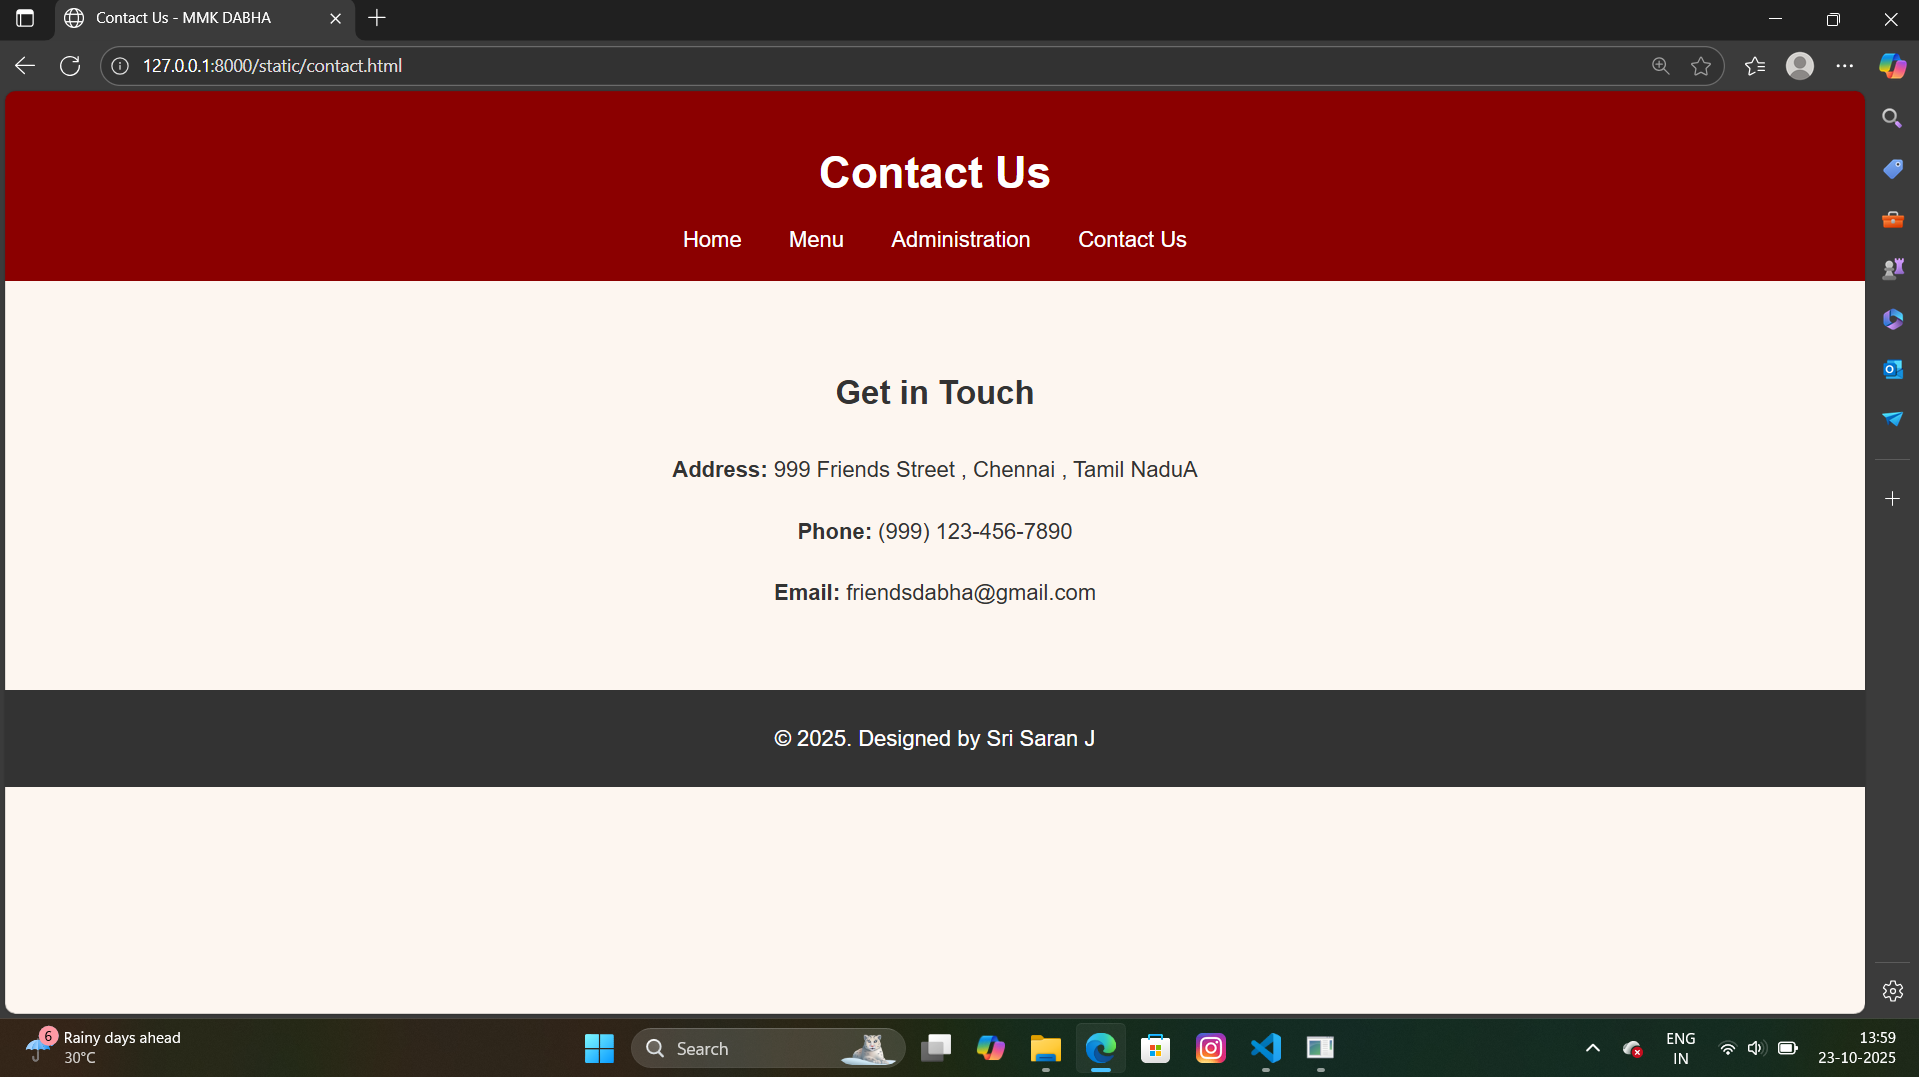 Contact Us - MMK DABHA
127.0.0.1:8000/static/contact.html
Contact Us
Home Menu Administration Contact Us
Get in Touch
Address: 999 Friends Street , Chennai , Tamil NaduA
Phone: (999) 123-456-7890
Email: friendsdabha@gmail.com
© 2025. Designed by Sri Saran J
6
Rainy days ahead
30°C
Search
ENG
IN
13:59
23-10-2025